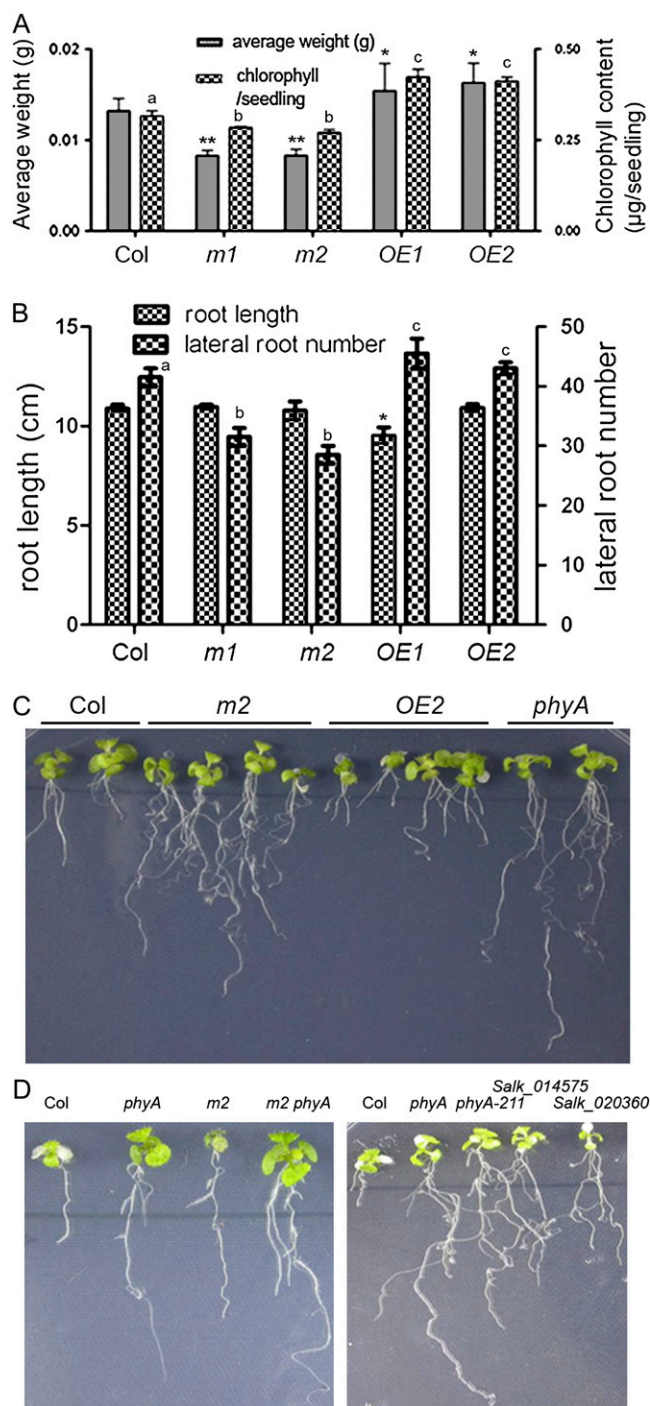 A
average weight (g)
chlorophyll
/seedling
Average weight (g)
0.02
0.01
0.00
a
**
b
**
b
*
c
*
c
0.50
0.25
0.00
Chlorophyll content
(µg/seedling)
Col m1 m2 OE1 OE2
B
root length
lateral root number
root length (cm)
15
10
5
0
a
b
b
*
c
c
50
40
30
20
10
0
lateral root number
Col m1 m2 OE1 OE2
C
Col m2 OE2 phyA
D
Col phyA m2 m2 phyA
Salk_014575
Col phyA phyA-211 Salk_020360